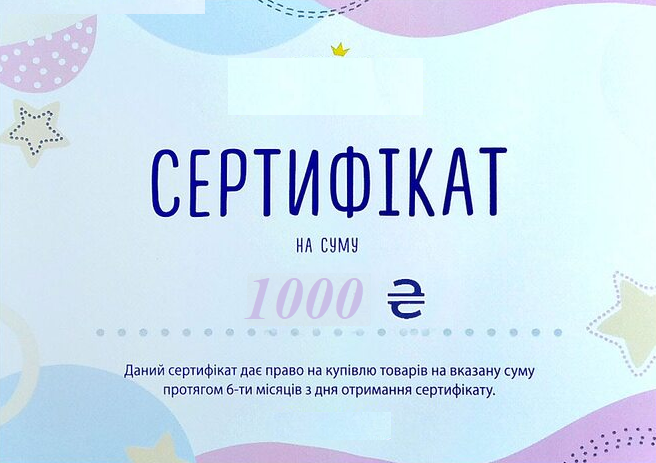 СЕРТИФІКАТ
НА СУМУ
1000 ₴
Даний сертифікат дає право на купівлю товарів на вказану суму
протягом 6-ти місяців з дня отримання сертифікату.